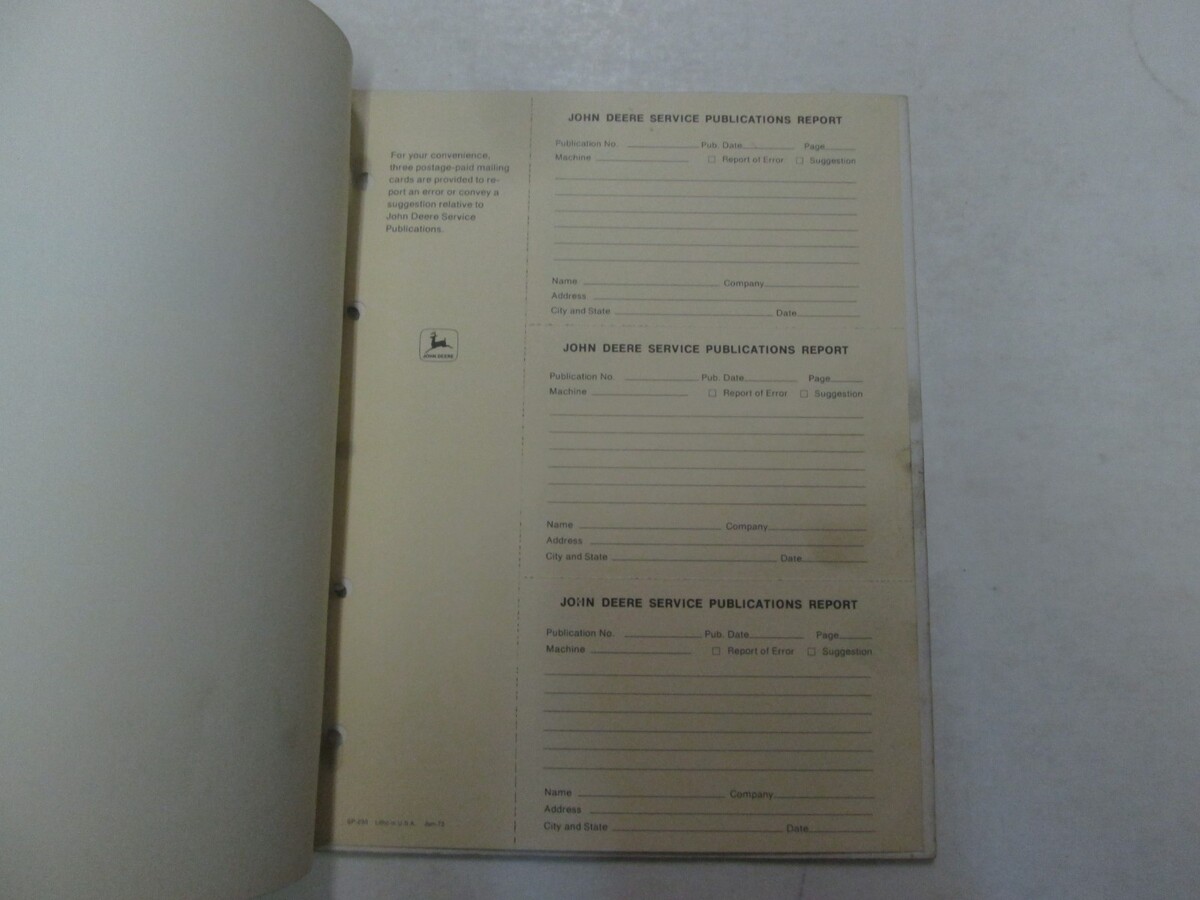 For your convenience,
three postage-paid mailing
cards are provided to re-
port an error or convey a
suggestion relative to
John Deere Service
Publications.
JOHN DEERE
Litho in U.S.A.
JOHN DEERE SERVICE PUBLICATIONS REPORT
Publication No. Pub. Date Page
Machine Report of Error Suggestion
Name Company
Address
City and State Date
JOHN DEERE SERVICE PUBLICATIONS REPORT
Publication No. Pub. Date Page
Machine Report of Error Suggestion
Name Company
Address
City and State Date
JOHN DEERE SERVICE PUBLICATIONS REPORT
Publication No. Pub. Date Page
Machine Report of Error Suggestion
Name Company
Address
City and State Date